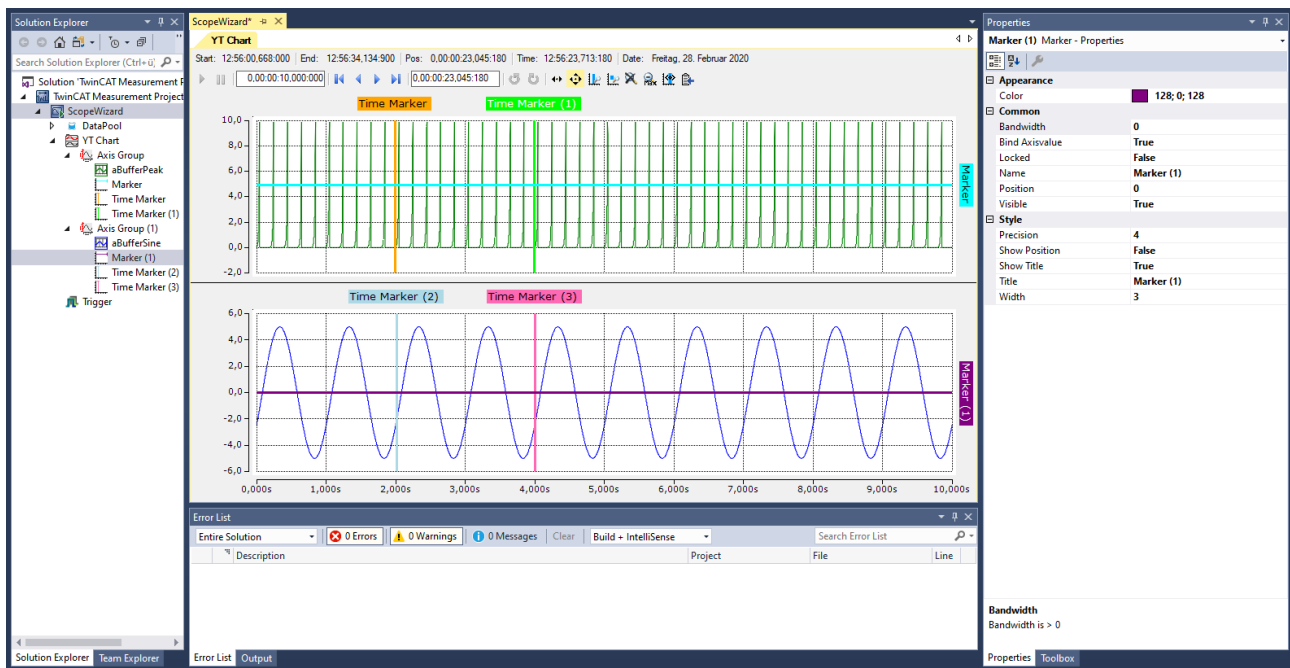 Solution Explorer
Search Solution Explorer (Ctrl+ü)
Solution 'TwinCAT Measurement P
TwinCAT Measurement Project
ScopeWizard
DataPool
YT Chart
Axis Group
aBufferPeak
Marker
Time Marker
Time Marker (1)
Axis Group (1)
aBufferSine
Marker (1)
Time Marker (2)
Time Marker (3)
Trigger
Solution Explorer Team Explorer
ScopeWizard*
YT Chart
Start: 12:56:00,668:000 End: 12:56:34,134:900 Pos: 0,00:00:23,045:180 Time: 12:56:23,713:180 Date: Freitag, 28. Februar 2020
0,00:00:10,000:000 0,00:00:23,045:180
Time Marker Time Marker (1)
10,0
8,0
6,0
4,0
2,0
0,0
-2,0
Marker
Time Marker (2) Time Marker (3)
6,0
4,0
2,0
0,0
-2,0
-4,0
-6,0
Marker (1)
0,000s 1,000s 2,000s 3,000s 4,000s 5,000s 6,000s 7,000s 8,000s 9,000s 10,000s
Error List
Entire Solution 0 Errors 0 Warnings 0 Messages Clear Build + IntelliSense Search Error List
Description Project File Line
Error List Output
Properties
Marker (1) Marker - Properties
Appearance
Color 128; 0; 128
Common
Bandwidth 0
Bind Axisvalue True
Locked False
Name Marker (1)
Position 0
Visible True
Style
Precision 4
Show Position False
Show Title True
Title Marker (1)
Width 3
Bandwidth
Bandwidth is > 0
Properties Toolbox